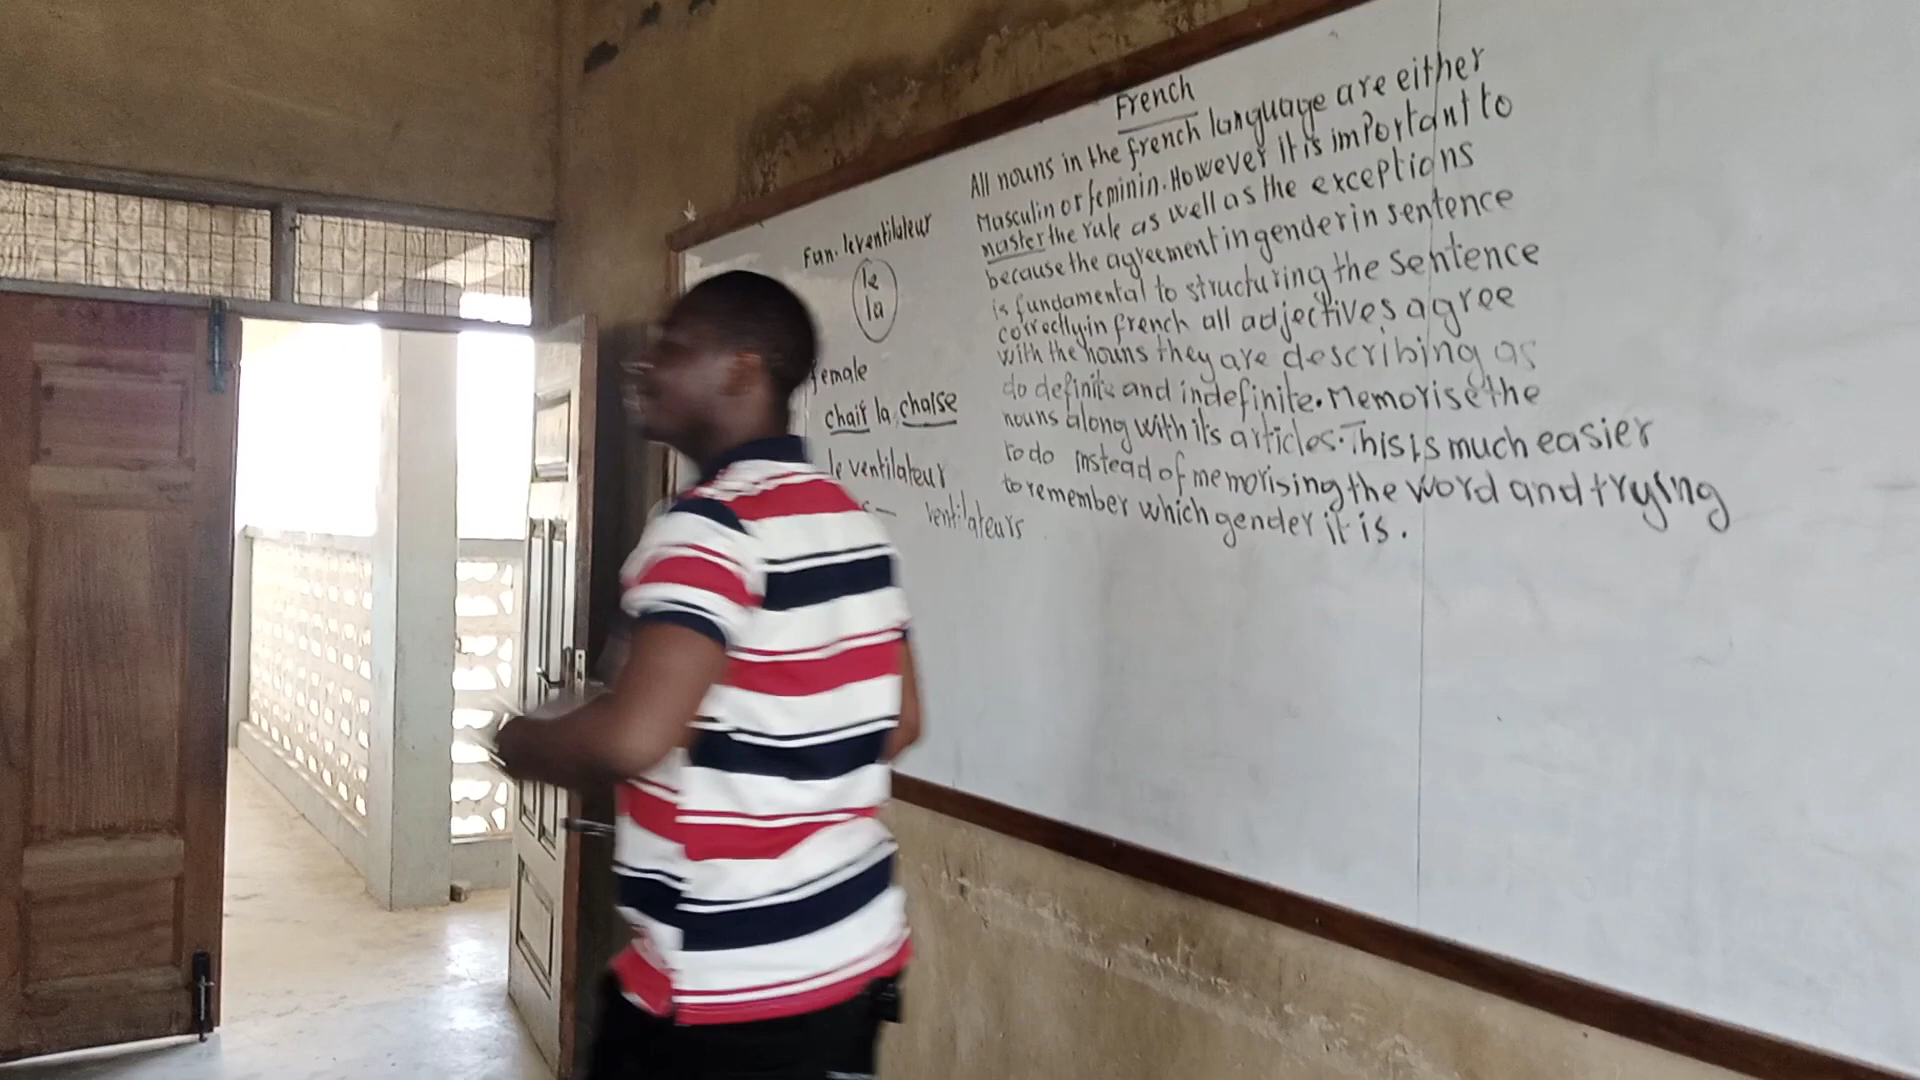 French
All nouns in the french language are either
Masculin or feminin. However it is important to
master the rule as well as the exceptions
because the agreement in gender in sentence
is fundamental to structuring the Sentence
correctly. in french all adjectives agree
with the nouns they are describing as
do definite and indefinite. Memorise the
nouns along with its articles. This is much easier
to do instead of memorising the word and trying
to remember which gender it is.
Fan. le ventilateur
le
la
female
chair la chaise
le ventilateur
ventilateurs